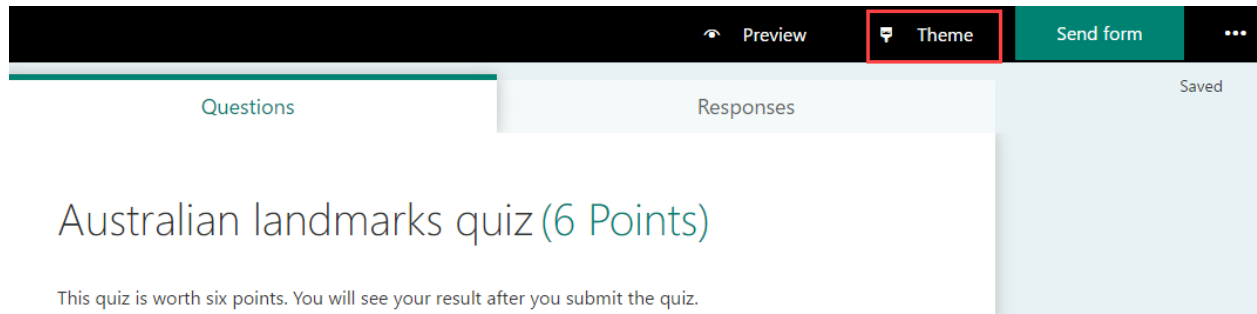 Preview Theme Send form •••
Saved
Questions Responses
Australian landmarks quiz (6 Points)
This quiz is worth six points. You will see your result after you submit the quiz.